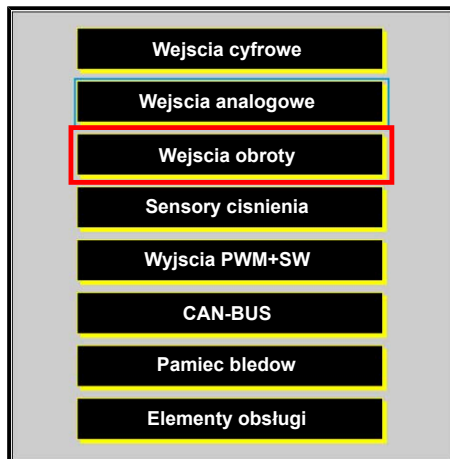 Wejscia cyfrowe
Wejscia analogowe
Wejscia obroty
Sensory cisnienia
Wyjscia PWM+SW
CAN-BUS
Pamiec bledow
Elementy obsługi